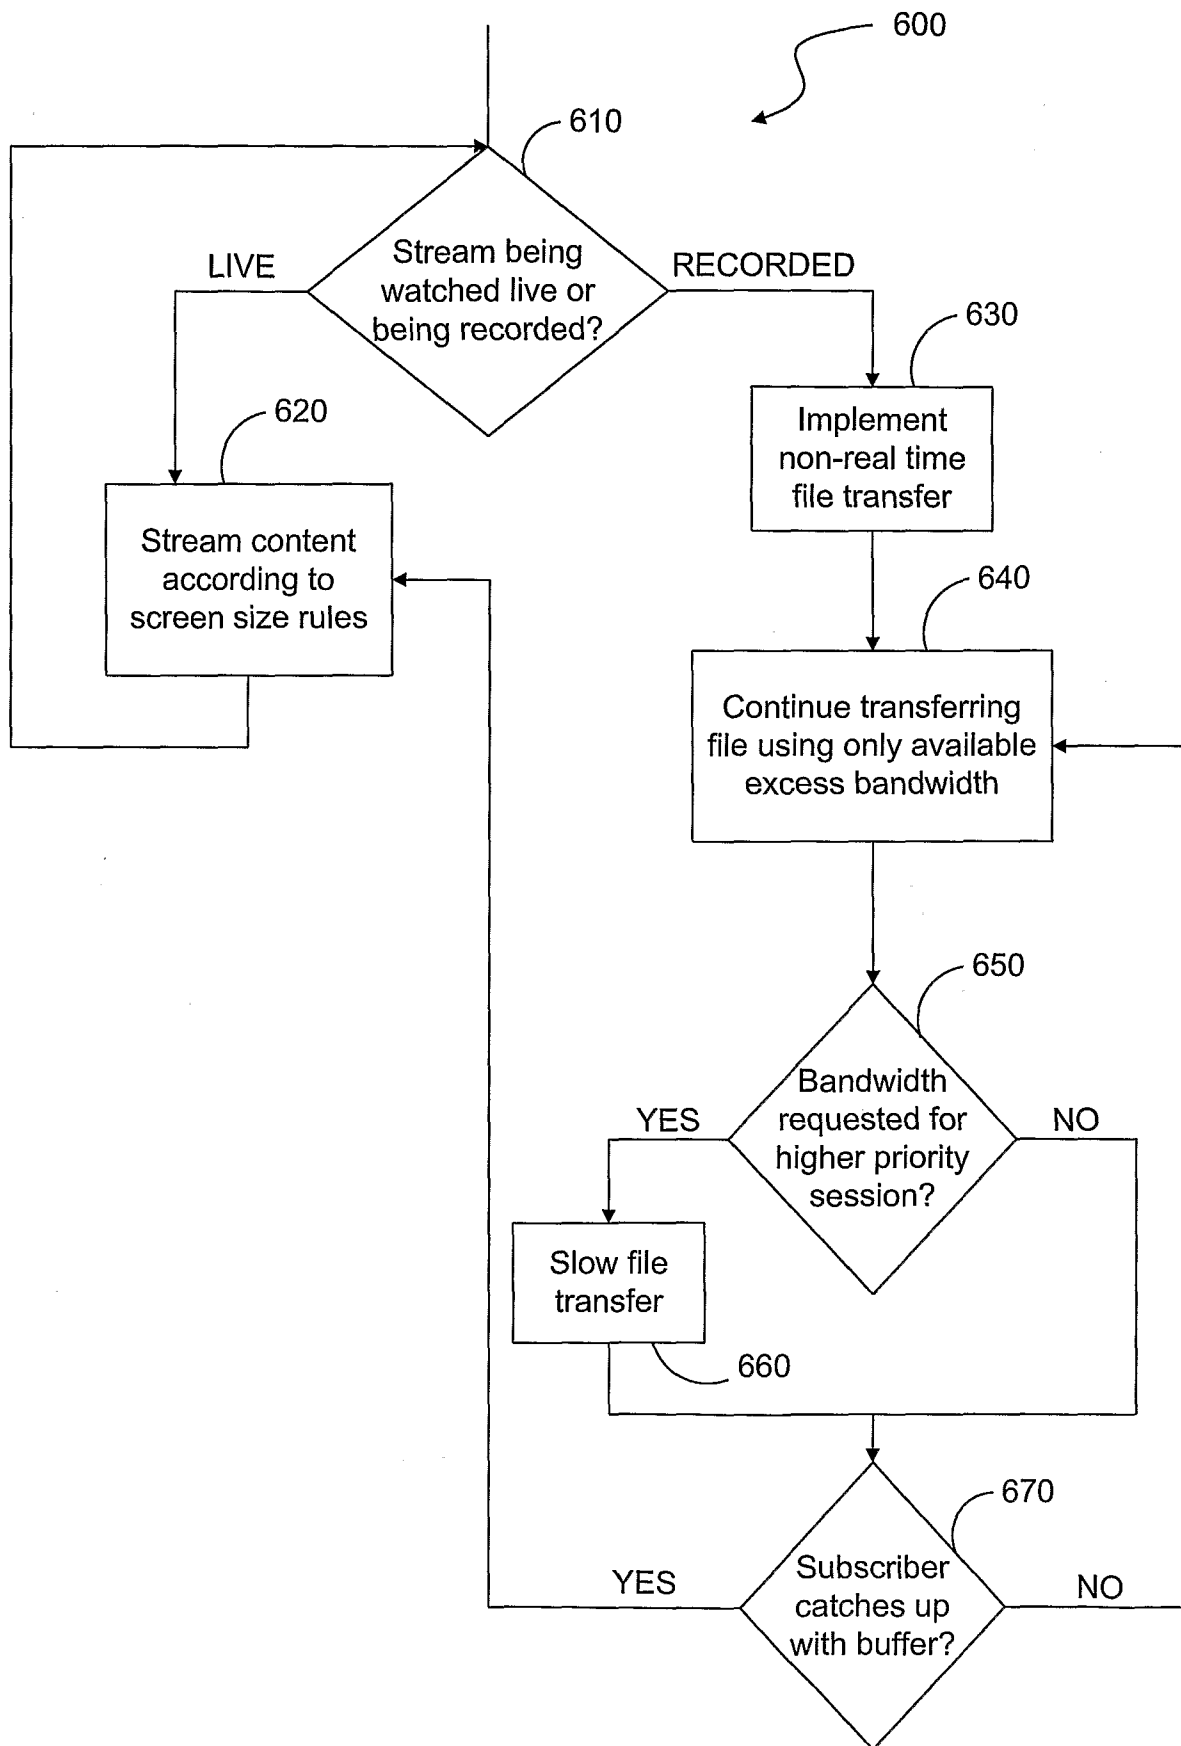 600
610
Stream being
watched live or
being recorded?
LIVE
RECORDED
630
Implement
non-real time
file transfer
620
Stream content
according to
screen size rules
640
Continue transferring
file using only available
excess bandwidth
650
Bandwidth
requested for
higher priority
session?
YES
NO
Slow file
transfer
660
670
Subscriber
catches up
with buffer?
YES
NO